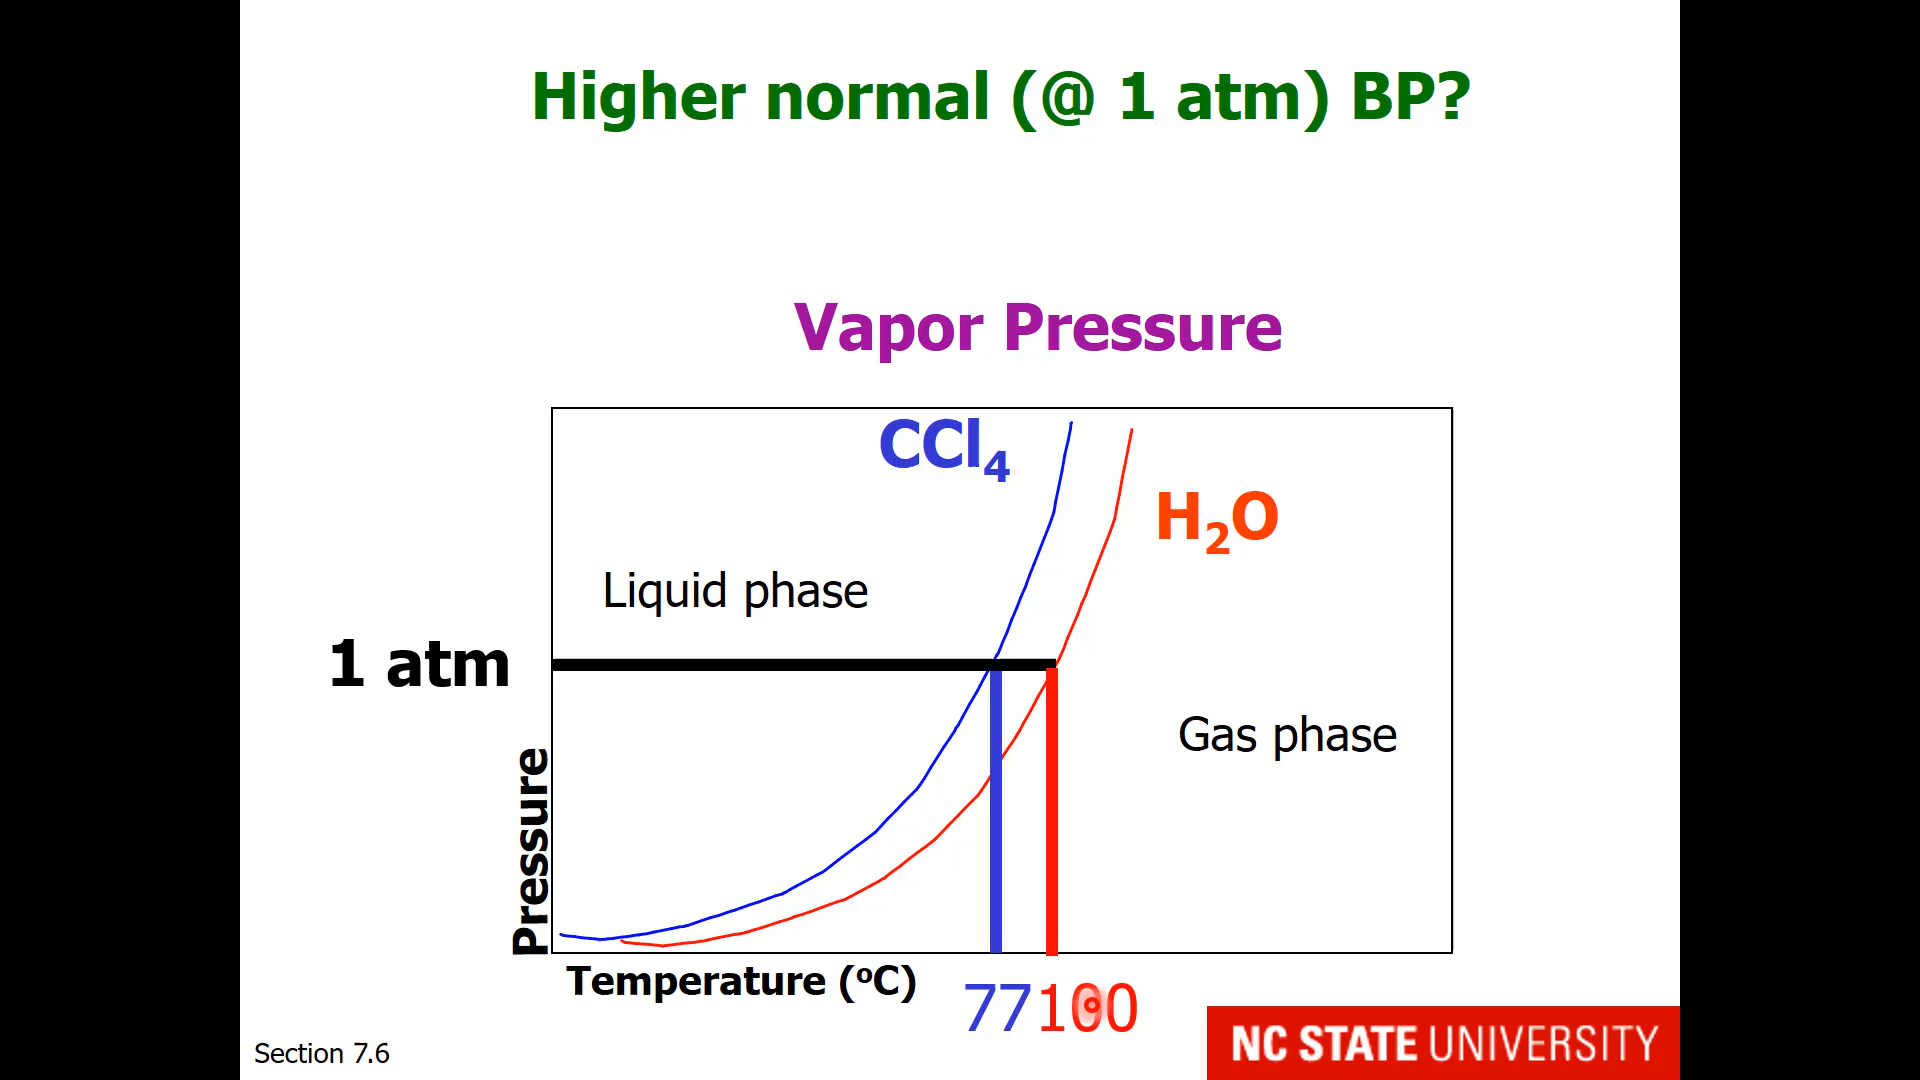 Higher normal (@ 1 atm) BP?
Vapor Pressure
CCl₄
H₂O
Liquid phase
1 atm
Gas phase
Pressure
Temperature (ºC)
77 100
Section 7.6
NC STATE UNIVERSITY